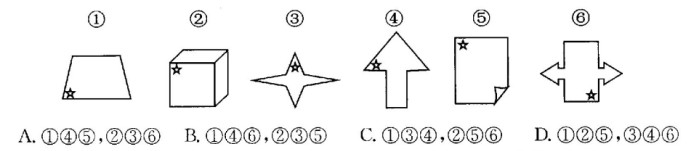 ① ② ③ ④ ⑤ ⑥
A. ①④⑤,②③⑥ B. ①④⑥,②③⑤ C. ①③④,②⑤⑥ D. ①②⑤,③④⑥